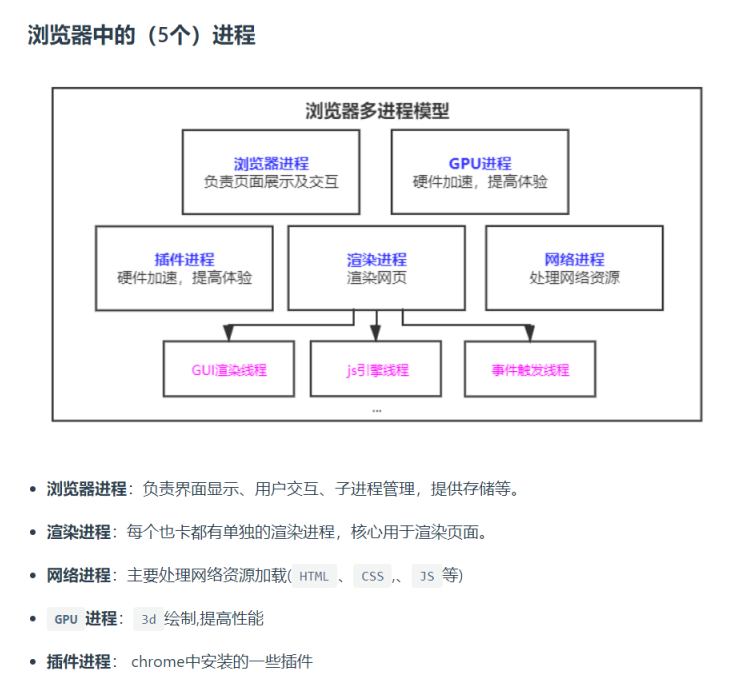 浏览器中的（5个）进程
浏览器多进程模型
浏览器进程
负责页面展示及交互
GPU进程
硬件加速，提高体验
插件进程
硬件加速，提高体验
渲染进程
渲染网页
网络进程
处理网络资源
GUI渲染线程
js引擎线程
事件触发线程
...
浏览器进程：负责界面显示、用户交互、子进程管理，提供存储等。
渲染进程：每个也卡都有单独的渲染进程，核心用于渲染页面。
网络进程：主要处理网络资源加载(HTML、CSS,、JS等)
GPU进程：3d绘制,提高性能
插件进程： chrome中安装的一些插件